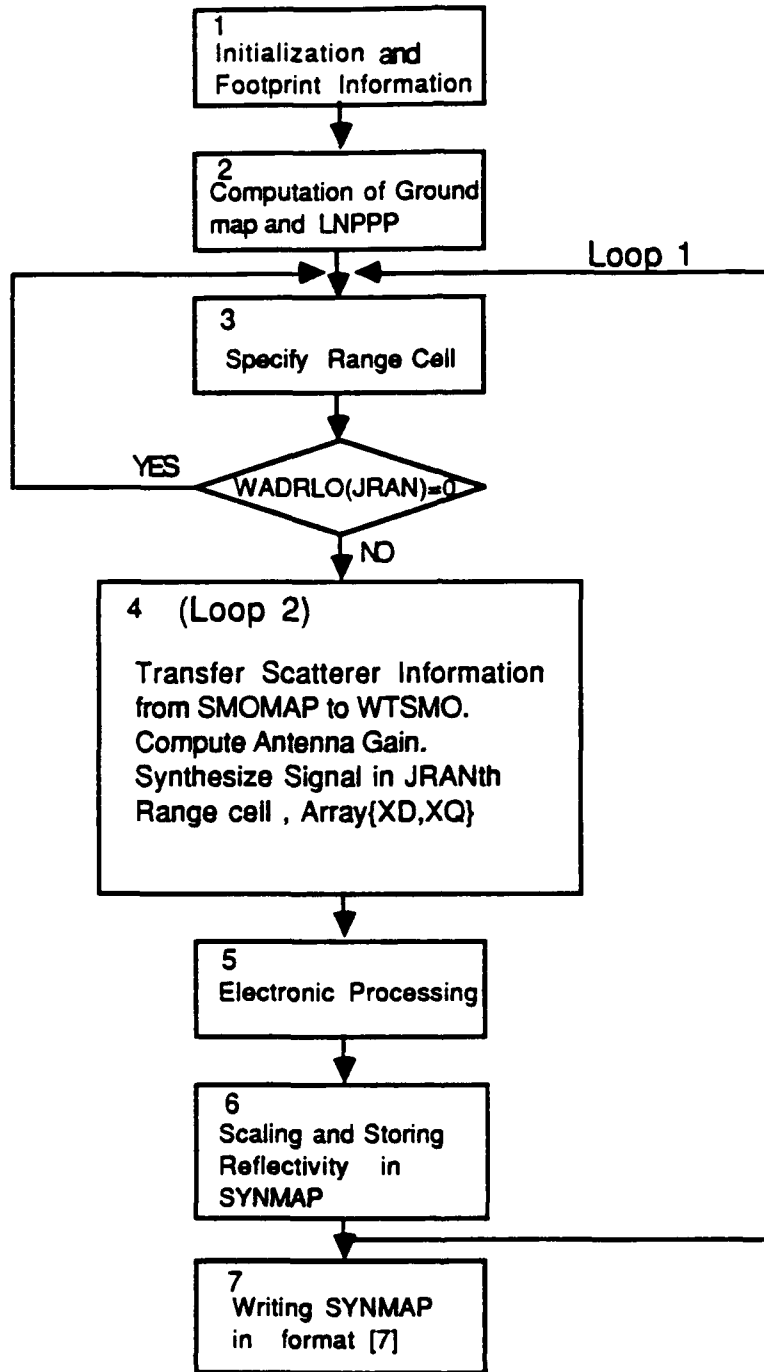 1
Initialization and
Footprint Information
2
Computation of Ground
map and LNPPP
Loop 1
3
Specify Range Cell
YES
WADRLO(JRAN)=0
NO
4 (Loop 2)
Transfer Scatterer Information
from SMOMAP to WTSMO.
Compute Antenna Gain.
Synthesize Signal in JRANth
Range cell , Array{XD,XQ}
5
Electronic Processing
6
Scaling and Storing
Reflectivity in
SYNMAP
7
Writing SYNMAP
in format [7]